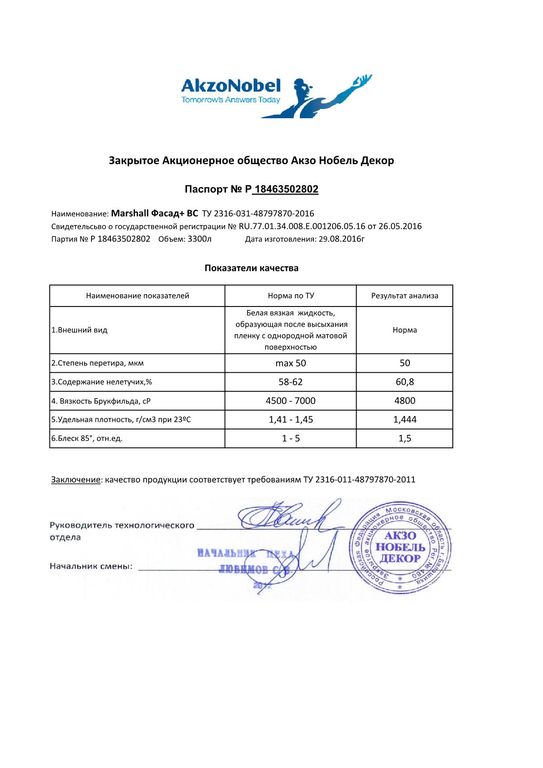 AkzoNobel
Tomorrow's Answers Today
Закрытое Акционерное общество Акзо Нобель Декор
Паспорт № Р 18463502802
Наименование: Marshall Фасад+ ВС ТУ 2316-031-48797870-2016
Свидетельсьво о государственной регистрации № RU.77.01.34.008.Е.001206.05.16 от 26.05.2016
Партия № Р 18463502802 Объем: 3300л Дата изготовления: 29.08.2016г
Показатели качества
Наименование показателей Норма по ТУ Результат анализа
1.Внешний вид Белая вязкая жидкость, образующая после высыхания пленку с однородной матовой поверхностью Норма
2.Степень перетира, мкм max 50 50
3.Содержание нелетучих,% 58-62 60,8
4. Вязкость Брукфильда, сР 4500 - 7000 4800
5.Удельная плотность, г/см3 при 23ºС 1,41 - 1,45 1,444
6.Блеск 85˚, отн.ед. 1 - 5 1,5
Заключение: качество продукции соответствует требованиям ТУ 2316-011-48797870-2011
Руководитель технологического
отдела
НАЧАЛЬНИК ЦЕХА
Начальник смены:
ЛЮБИМОВ С.В.
АКЗО
НОБЕЛЬ
ДЕКОР
Российская Федерация Московская область г. Балашиха
Закрытое акционерное общество